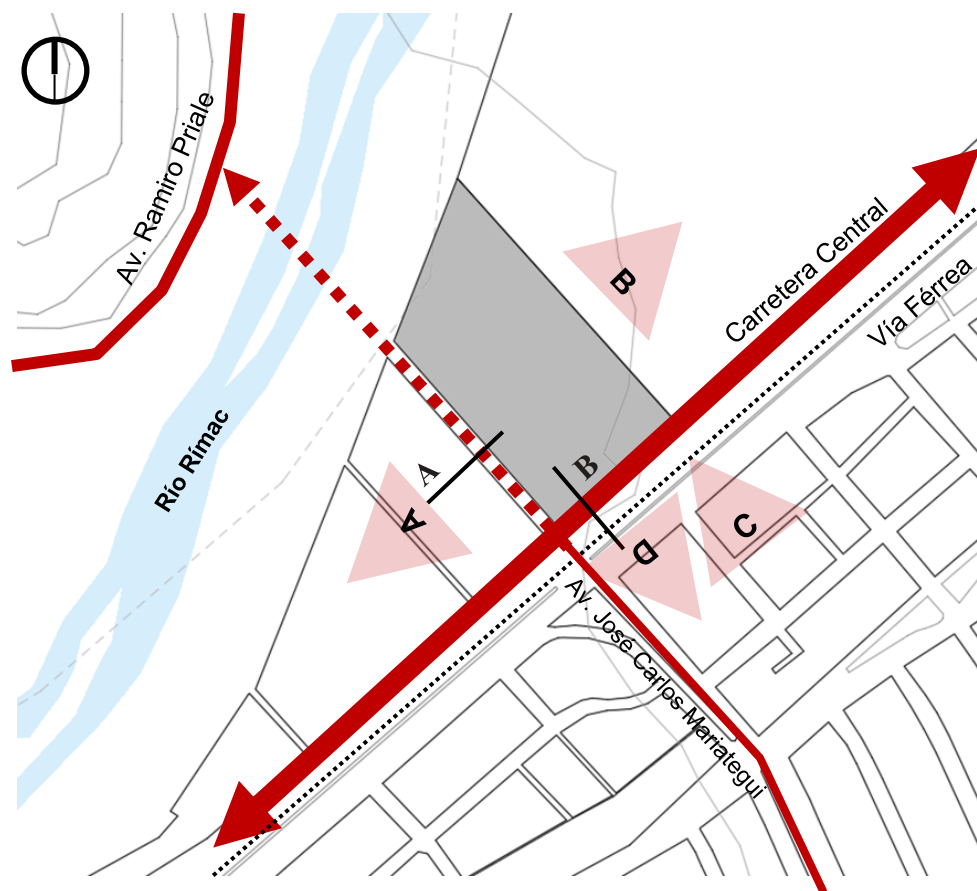 Av. Ramiro Priale
Carretera Central
Vía Férrea
B
Río Rímac
A
B
A
D
C
Av. José Carlos Mariategui